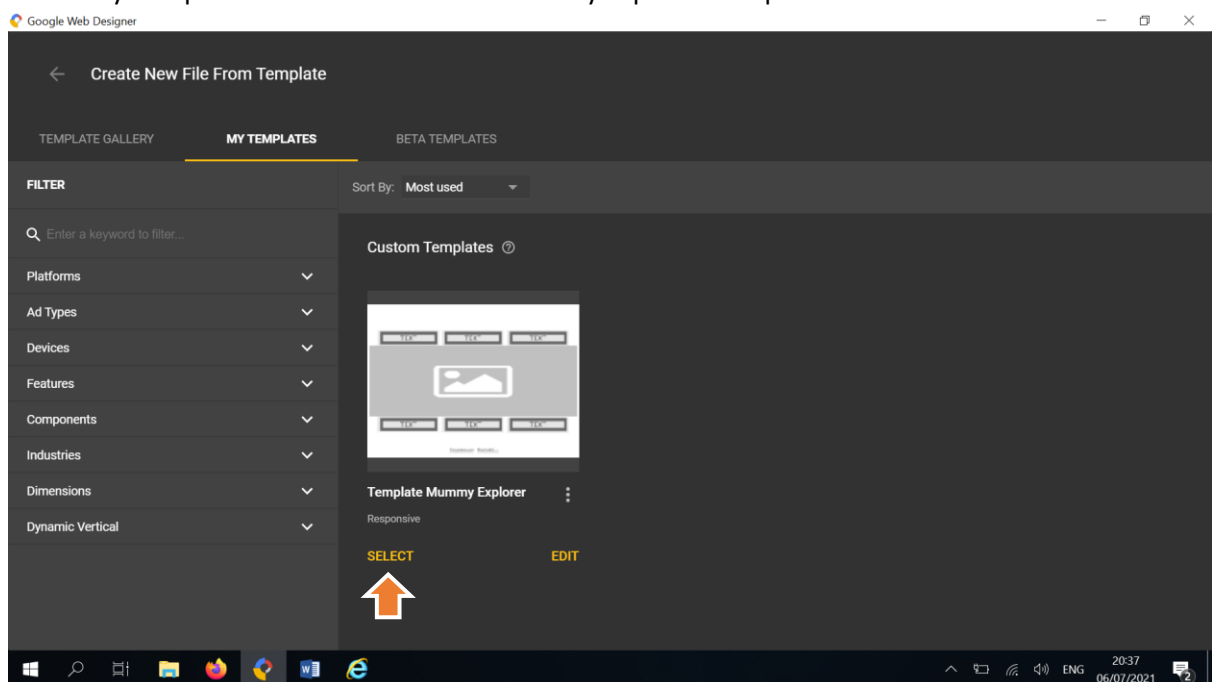 Google Web Designer
Create New File From Template
TEMPLATE GALLERY
MY TEMPLATES
BETA TEMPLATES
FILTER
Sort By: Most used
Enter a keyword to filter...
Custom Templates
Platforms
Ad Types
Devices
Features
Components
Industries
Dimensions
Dynamic Vertical
Template Mummy Explorer
Responsive
SELECT
EDIT
ENG
20:37
06/07/2021
2